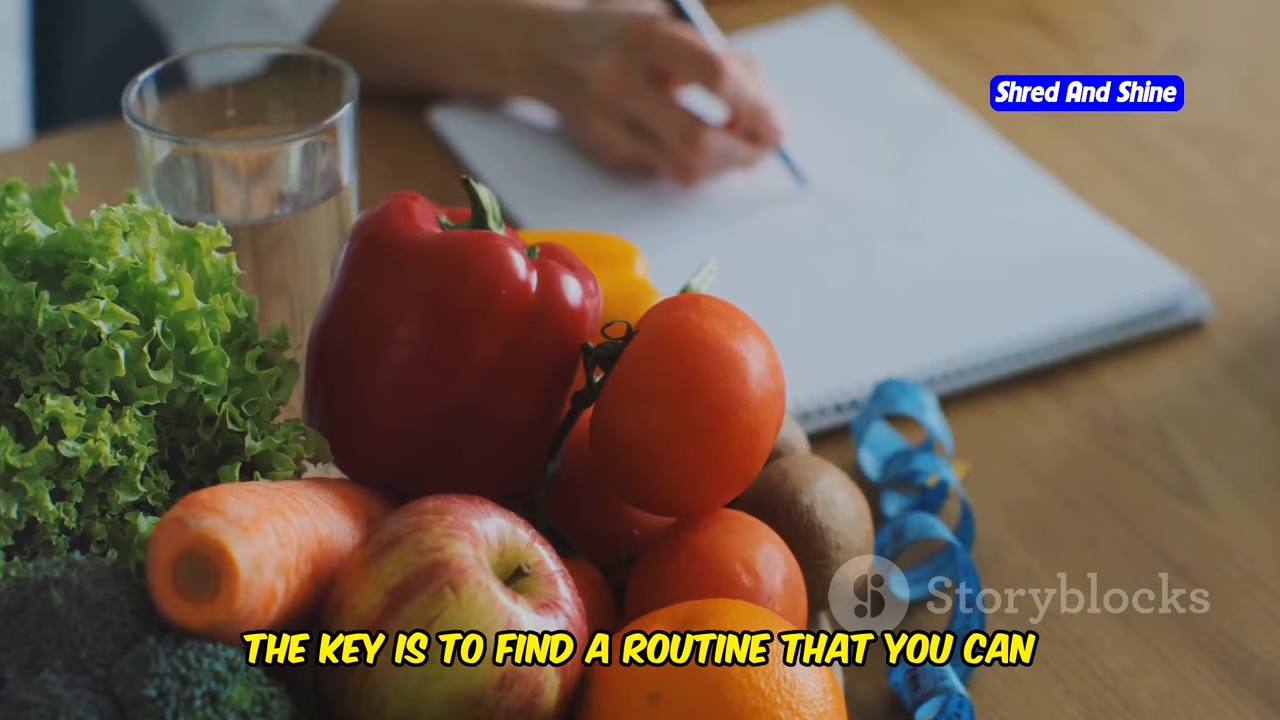 Shred And Shine
Storyblocks
THE KEY IS TO FIND A ROUTINE THAT YOU CAN